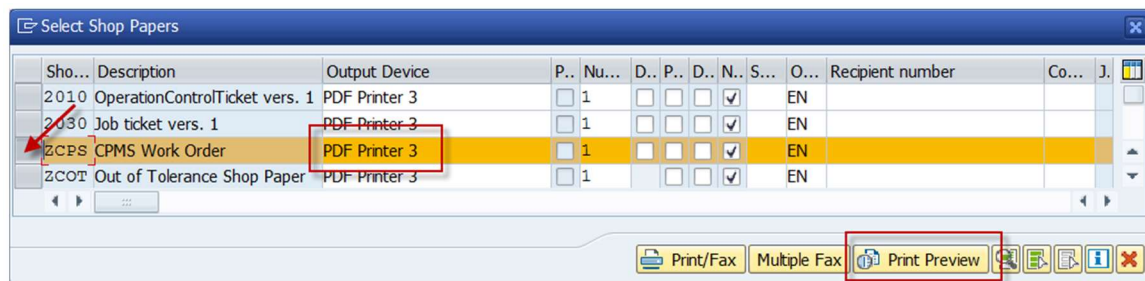 Select Shop Papers
Sho... Description Output Device P.. Nu... D.. P.. D.. N.. S... O... Recipient number Co... J.
2010 OperationControlTicket vers. 1 PDF Printer 3 1 EN
2030 Job ticket vers. 1 PDF Printer 3 1 EN
ZCPS CPMS Work Order PDF Printer 3 1 EN
ZCOT Out of Tolerance Shop Paper PDF Printer 3 1 EN
Print/Fax Multiple Fax Print Preview